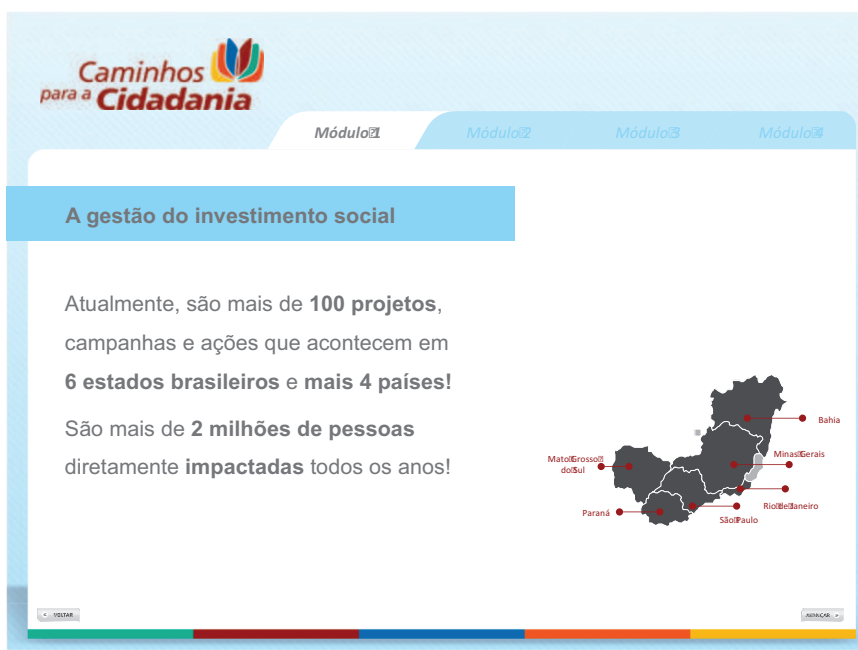 Caminhos
para a Cidadania
Módulo 1 Módulo 2 Módulo 3 Módulo 4
A gestão do investimento social
Atualmente, são mais de 100 projetos,
campanhas e ações que acontecem em
6 estados brasileiros e mais 4 países!
São mais de 2 milhões de pessoas
diretamente impactadas todos os anos!
Bahia
Minas Gerais
Mato Grosso
do Sul
Rio de Janeiro
Paraná
São Paulo
< VOLTAR
AVANÇAR >